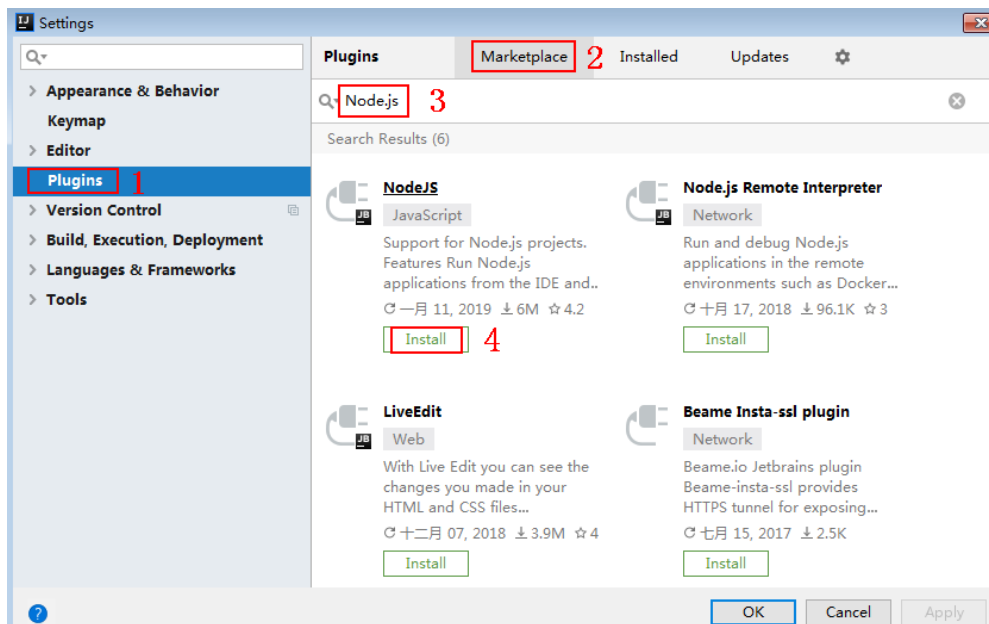 Settings
Appearance & Behavior
Keymap
Editor
Plugins 1
Version Control
Build, Execution, Deployment
Languages & Frameworks
Tools
Plugins Marketplace 2 Installed Updates
Node.js 3
Search Results (6)
NodeJS
JavaScript
Support for Node.js projects.
Features Run Node.js
applications from the IDE and..
一月 11, 2019 6M 4.2
Install 4
Node.js Remote Interpreter
Network
Run and debug Node.js
applications in the remote
environments such as Docker...
十月 17, 2018 96.1K 3
Install
LiveEdit
Web
With Live Edit you can see the
changes you made in your
HTML and CSS files...
十二月 07, 2018 3.9M 4
Install
Beame Insta-ssl plugin
Network
Beame.io Jetbrains plugin
Beame-insta-ssl provides
HTTPS tunnel for exposing...
七月 15, 2017 2.5K
Install
? OK Cancel Apply